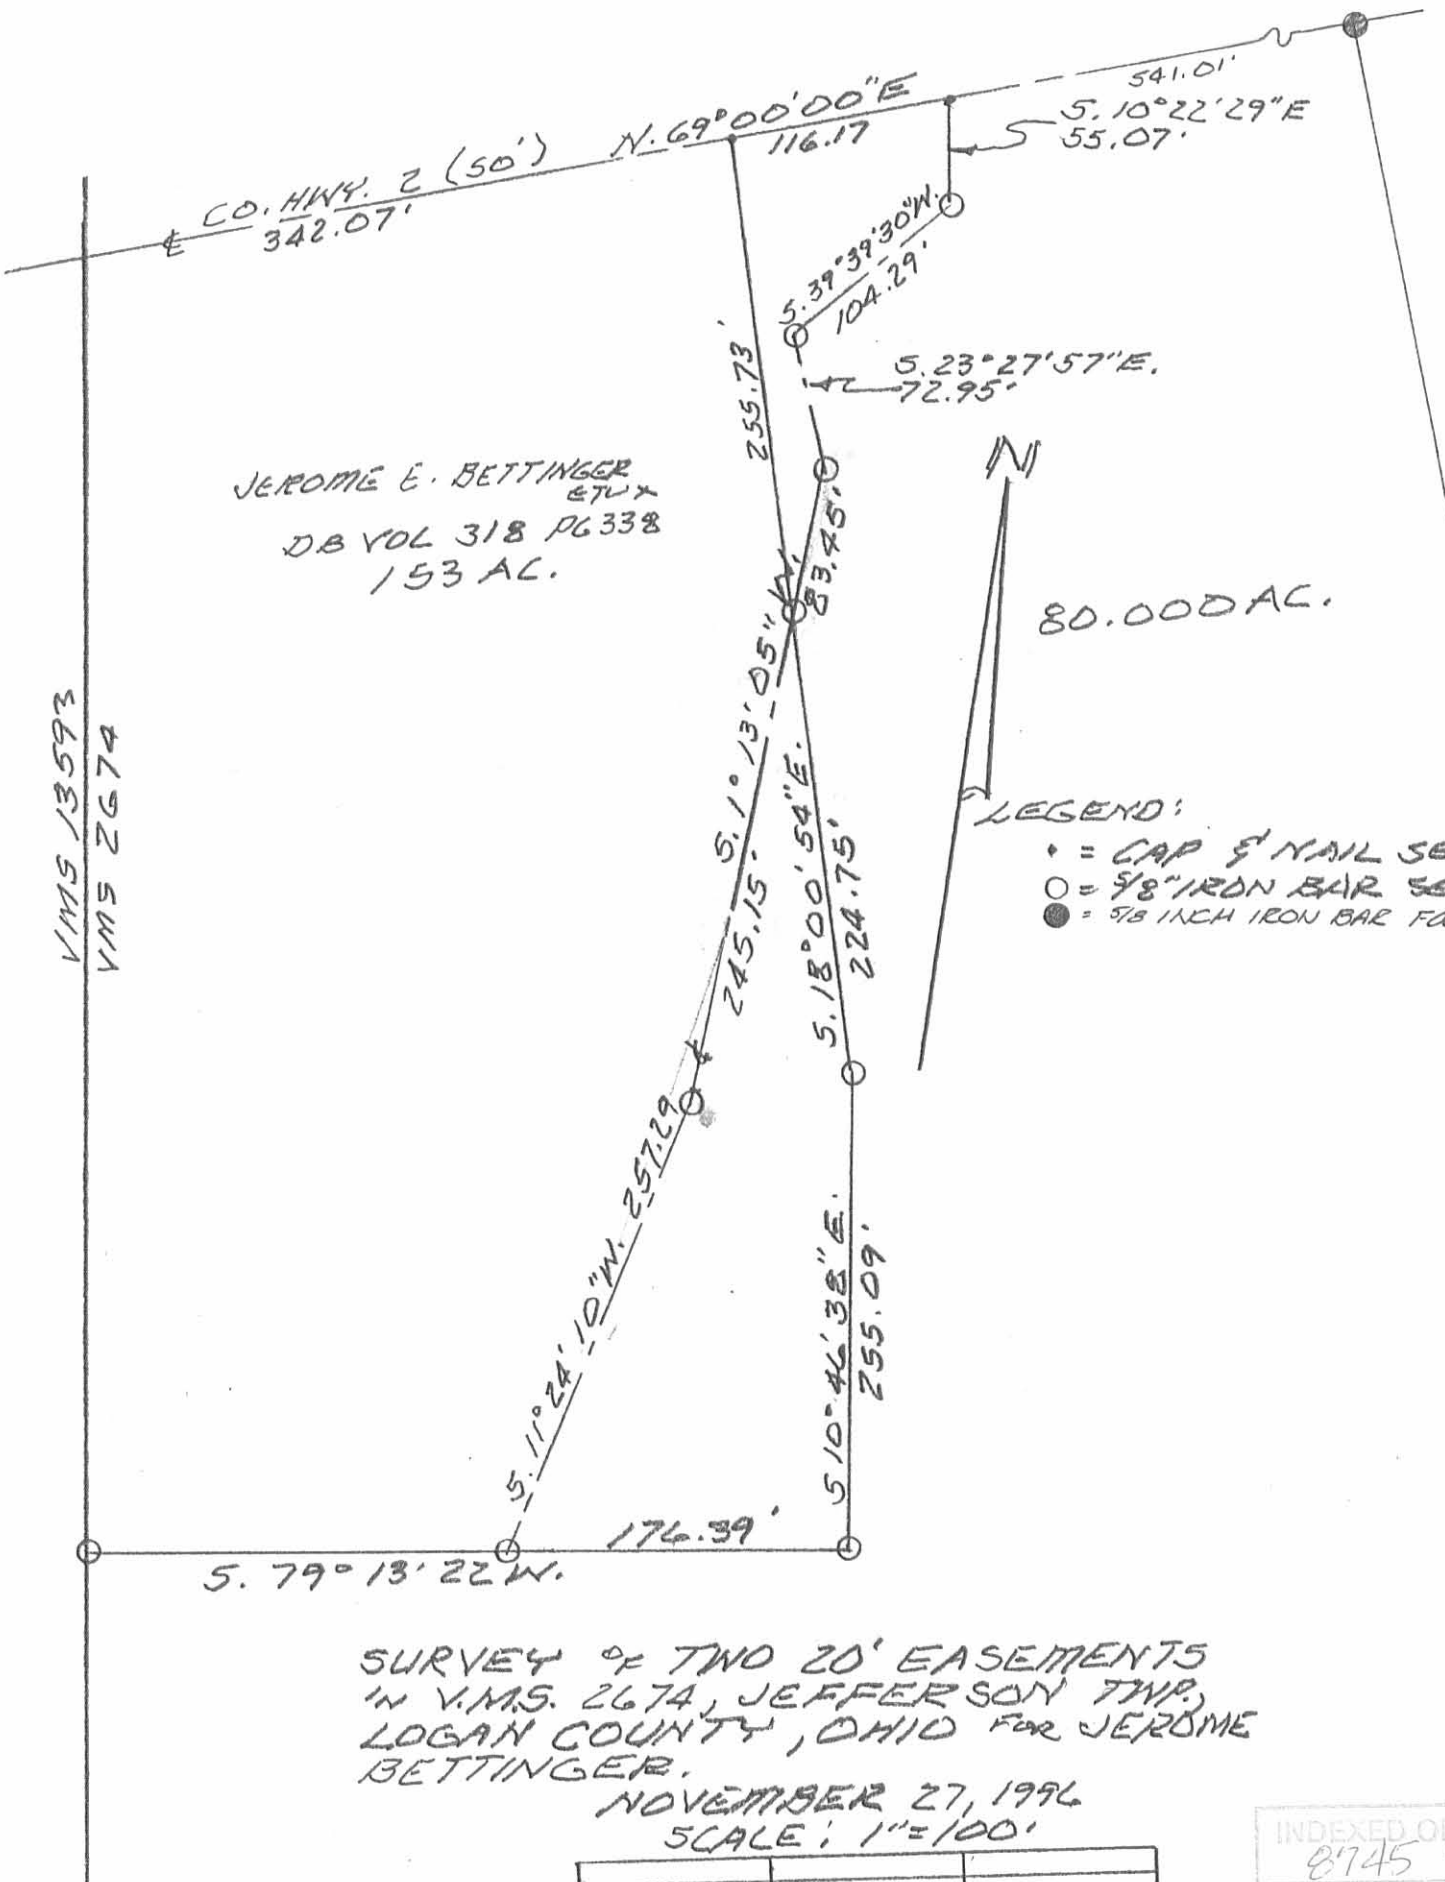 541.01'
N. 69°00'00"E
116.17
S. 10°22'29"E
55.07'
CO. HWY. 2 (50')
342.07'
S. 39°39'30"W.
104.29'
255.73'
S. 23°27'57"E.
72.95'
JEROME E. BETTINGER
ETUX
DB VOL 318 PG 338
153 AC.
N
83.45'
80.000 AC.
VMS 13593
VMS 2674
S. 1°13'05"W.
245.15'
S. 18°00'54"E.
224.75'
LEGEND:
• = CAP & NAIL SE
○ = 5/8" IRON BAR SE
● = 5/8 INCH IRON BAR FO
S. 11°24'10"W. 257.29
S 10°46'38"E.
255.09'
176.39'
S. 79°13'22 W.
SURVEY OF TWO 20' EASEMENTS
IN V.M.S. 2674, JEFFERSON TWP.,
LOGAN COUNTY, OHIO FOR JEROME
BETTINGER.
NOVEMBER 27, 1996
SCALE: 1"=100'
INDEXED
8745